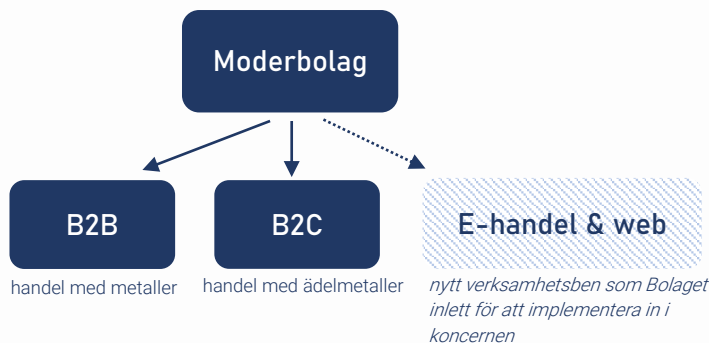 Moderbolag
B2B
B2C
E-handel & web
handel med metaller
handel med ädelmetaller
nytt verksamhetsben som Bolaget
inlett för att implementera in i
koncernen